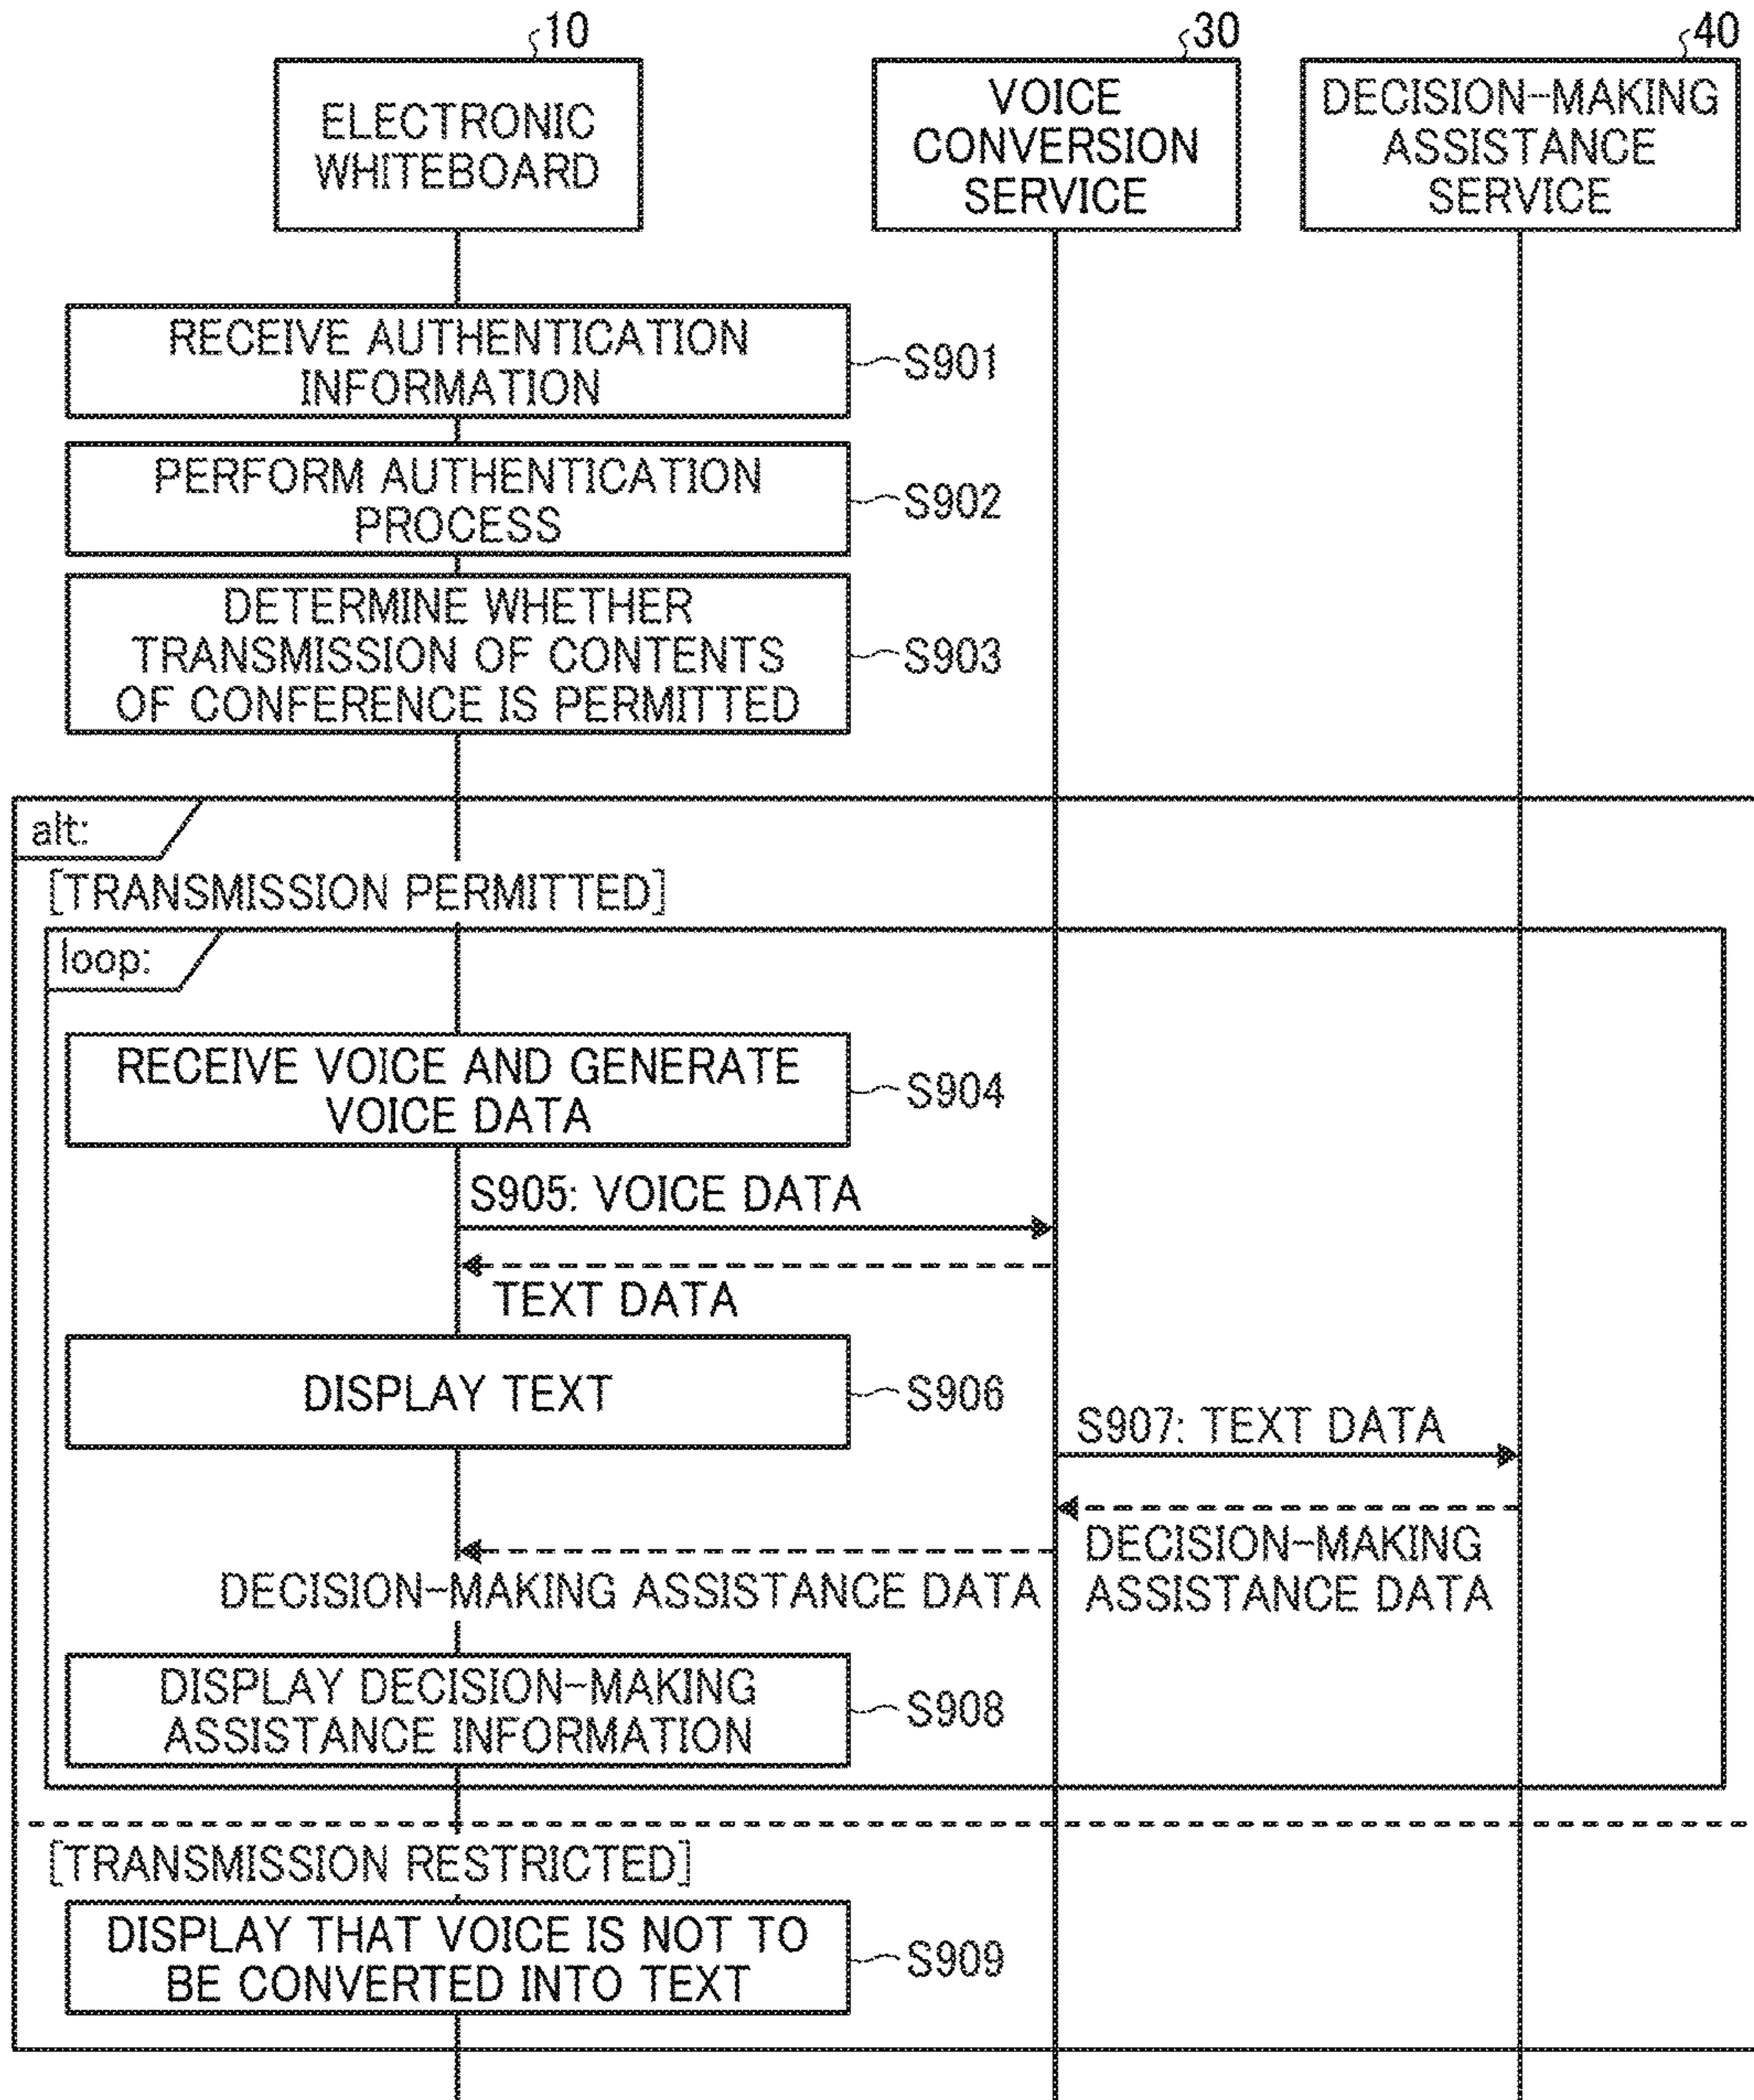 10
30
40
ELECTRONIC
WHITEBOARD
VOICE
CONVERSION
SERVICE
DECISION-MAKING
ASSISTANCE
SERVICE
RECEIVE AUTHENTICATION
INFORMATION
S901
PERFORM AUTHENTICATION
PROCESS
S902
DETERMINE WHETHER
TRANSMISSION OF CONTENTS
OF CONFERENCE IS PERMITTED
S903
alt:
[TRANSMISSION PERMITTED]
loop:
RECEIVE VOICE AND GENERATE
VOICE DATA
S904
S905: VOICE DATA
TEXT DATA
DISPLAY TEXT
S906
S907: TEXT DATA
DECISION-MAKING
ASSISTANCE DATA
DECISION-MAKING ASSISTANCE DATA
DISPLAY DECISION-MAKING
ASSISTANCE INFORMATION
S908
[TRANSMISSION RESTRICTED]
DISPLAY THAT VOICE IS NOT TO
BE CONVERTED INTO TEXT
S909